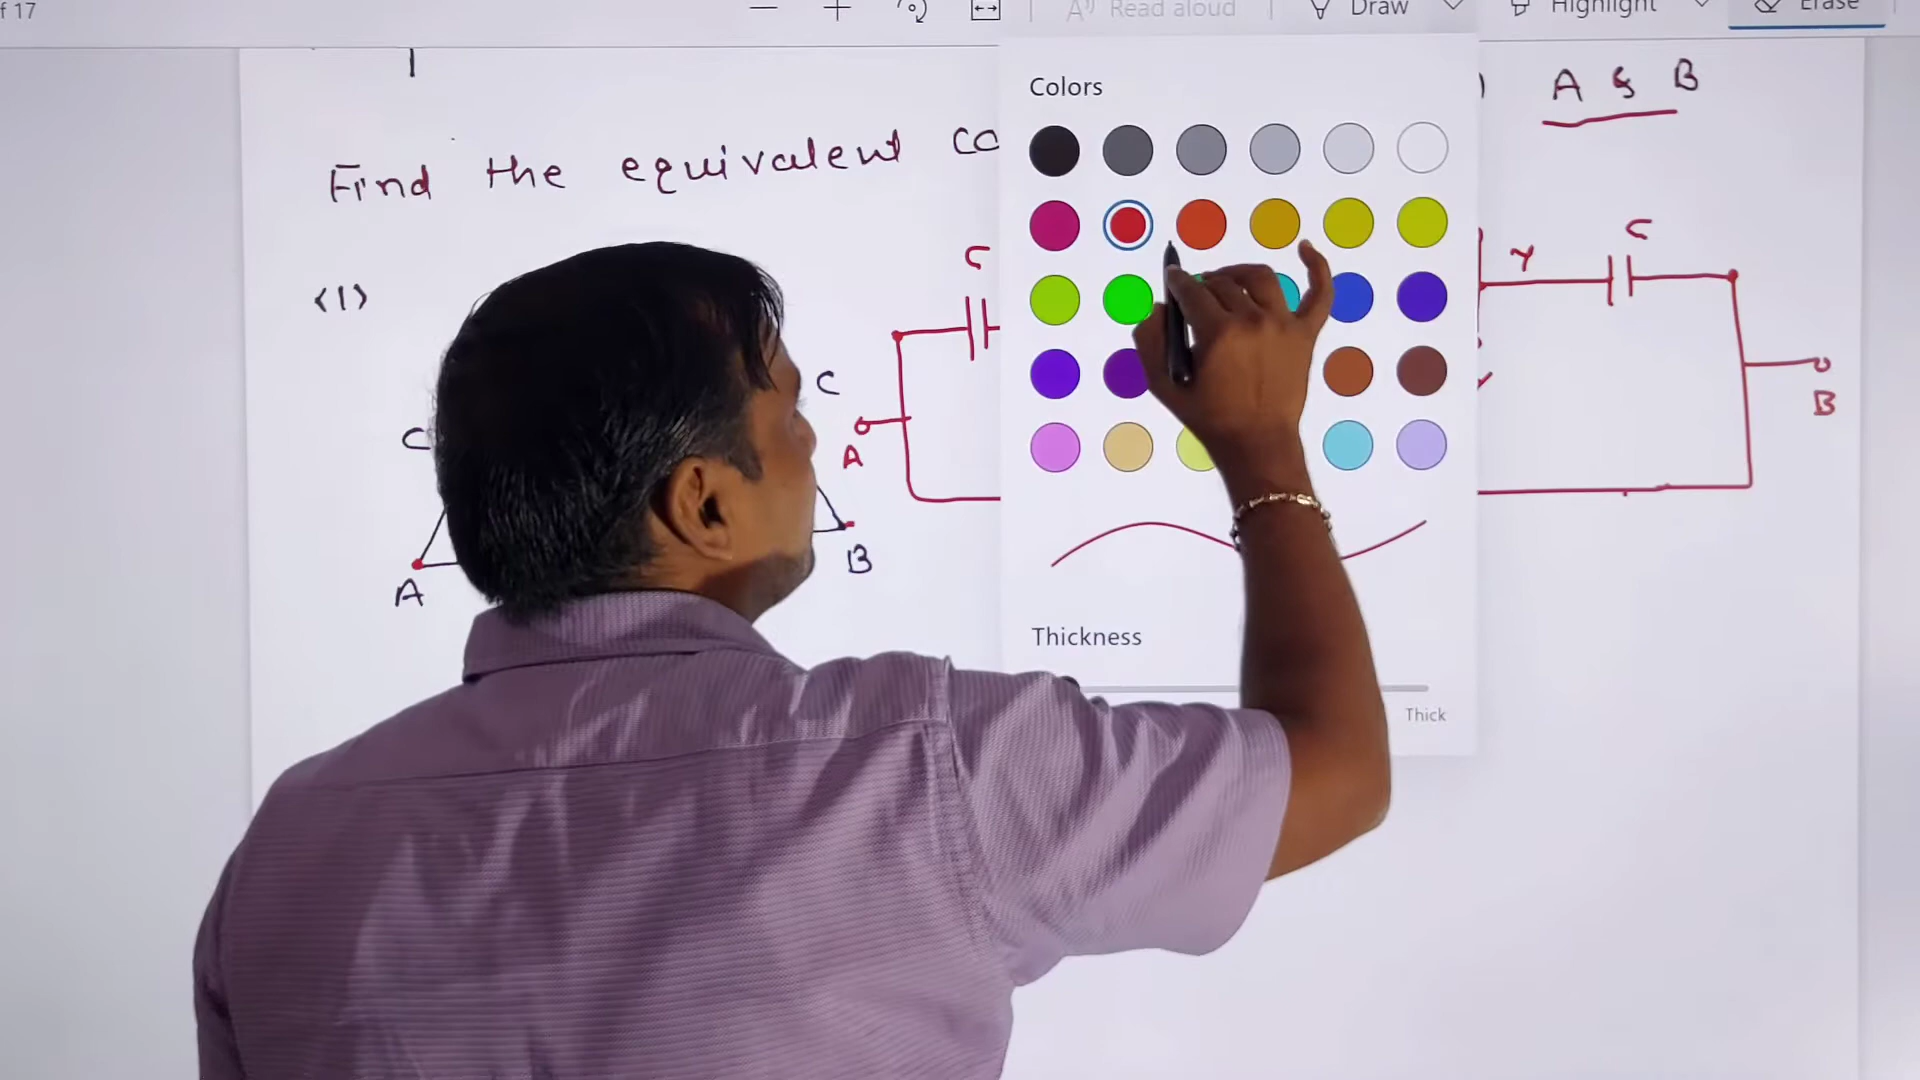 f 17
Read aloud
Draw
Highlight
Erase
Colors
A & B
Find the equivalent ca
C
Y
C
(1)
C
C
A
B
A
B
Thickness
Thick